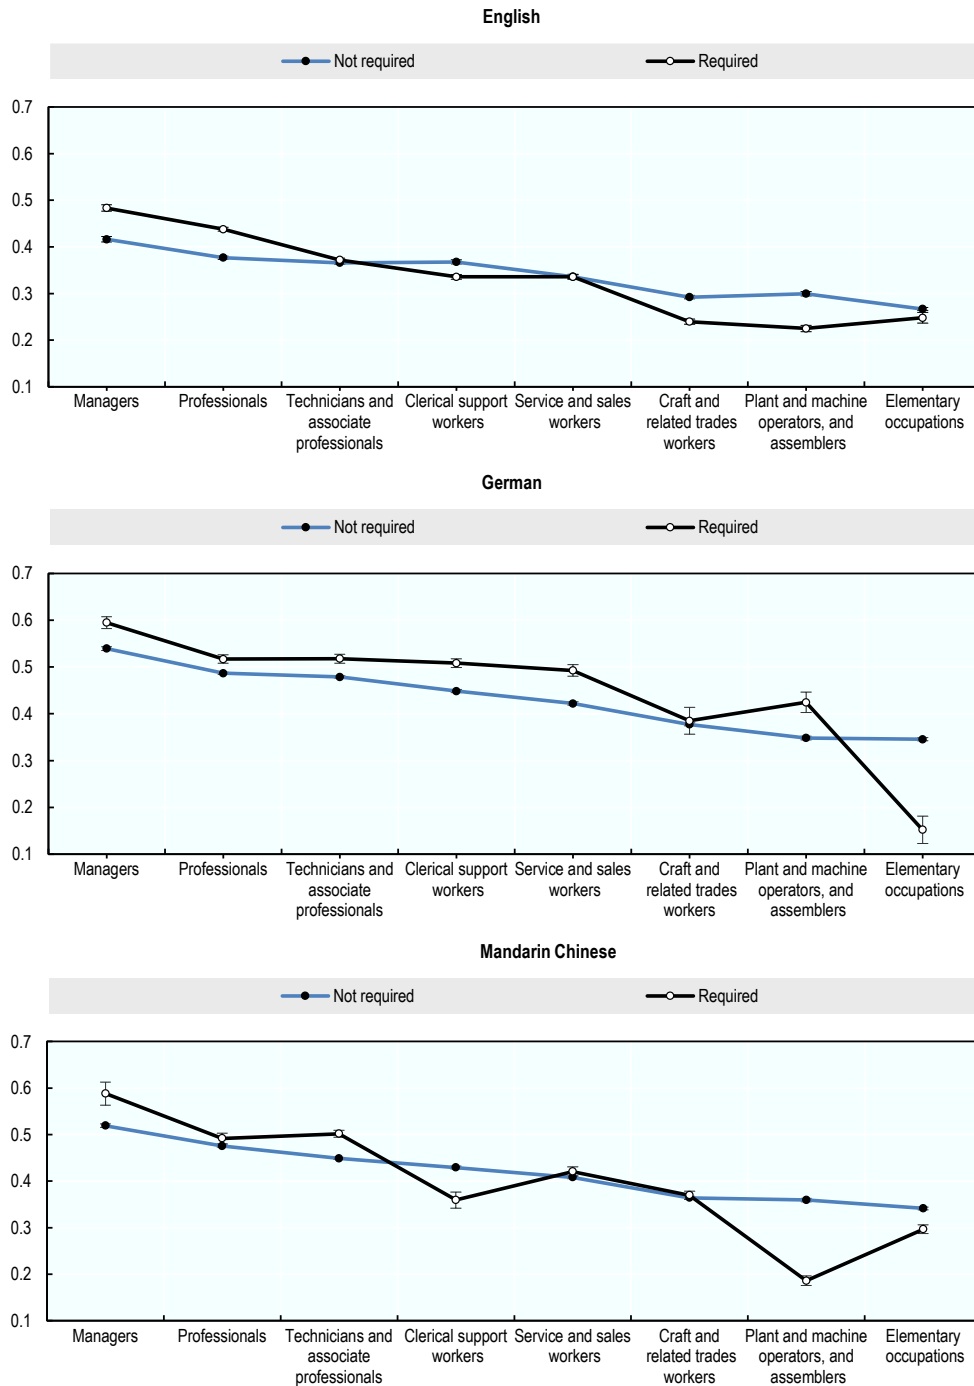 English
Not required
Required
0.7
0.6
0.5
0.4
0.3
0.2
0.1
Managers
Professionals
Technicians and
associate
professionals
Clerical support
workers
Service and sales
workers
Craft and
related trades
workers
Plant and machine
operators, and
assemblers
Elementary
occupations
German
Not required
Required
0.7
0.6
0.5
0.4
0.3
0.2
0.1
Managers
Professionals
Technicians and
associate
professionals
Clerical support
workers
Service and sales
workers
Craft and
related trades
workers
Plant and machine
operators, and
assemblers
Elementary
occupations
Mandarin Chinese
Not required
Required
0.7
0.6
0.5
0.4
0.3
0.2
0.1
Managers
Professionals
Technicians and
associate
professionals
Clerical support
workers
Service and sales
workers
Craft and
related trades
workers
Plant and machine
operators, and
assemblers
Elementary
occupations